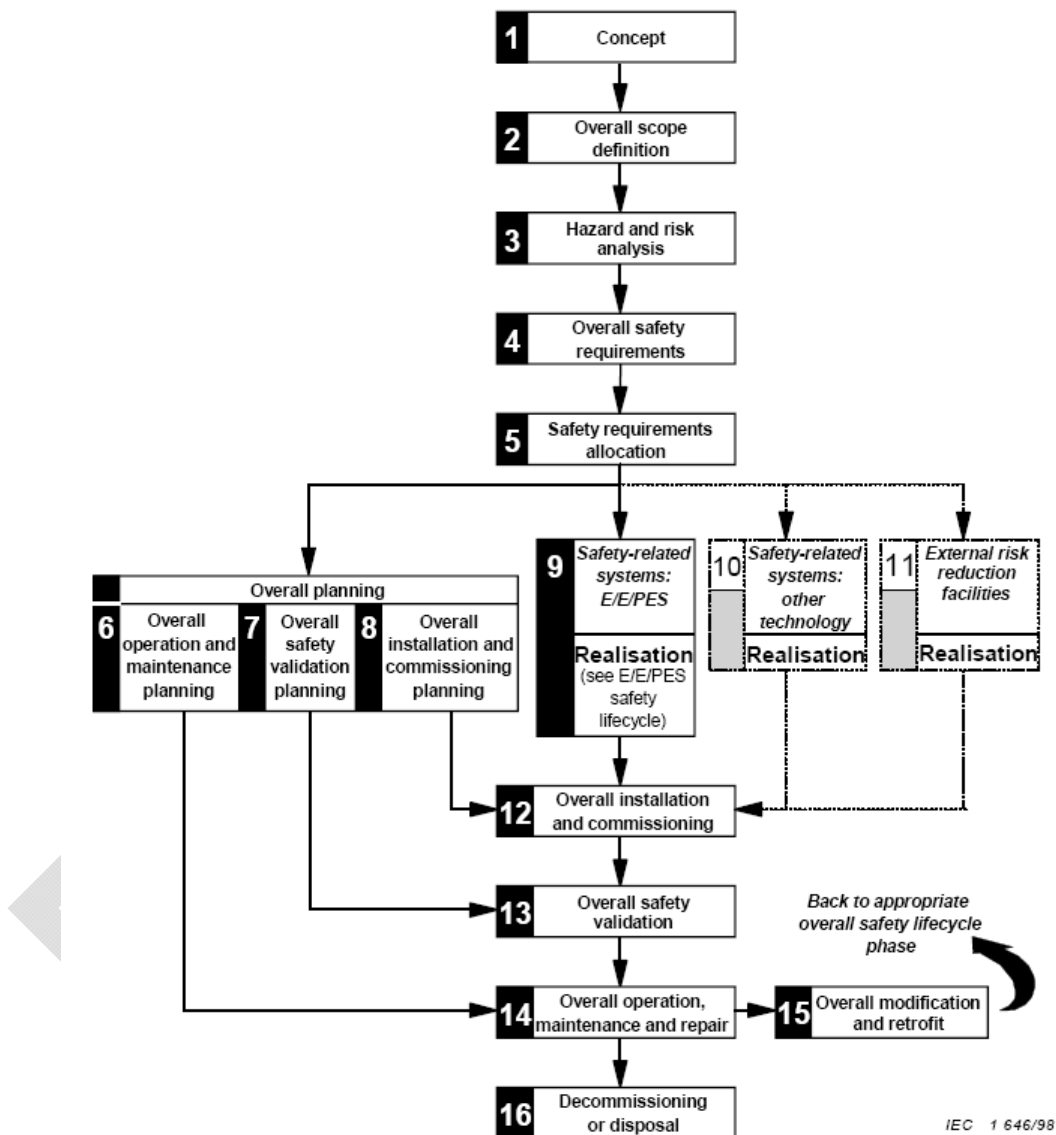 1
Concept
2
Overall scope
definition
3
Hazard and risk
analysis
4
Overall safety
requirements
5
Safety requirements
allocation
Overall planning
6
Overall
operation and
maintenance
planning
7
Overall
safety
validation
planning
8
Overall
installation and
commissioning
planning
9
Safety-related
systems:
E/E/PES
Realisation
(see E/E/PES
safety
lifecycle)
10
Safety-related
systems:
other
technology
Realisation
11
External risk
reduction
facilities
Realisation
12
Overall installation
and commissioning
13
Overall safety
validation
Back to appropriate
overall safety lifecycle
phase
14
Overall operation,
maintenance and repair
15
Overall modification
and retrofit
16
Decommissioning
or disposal
IEC 1 646/98